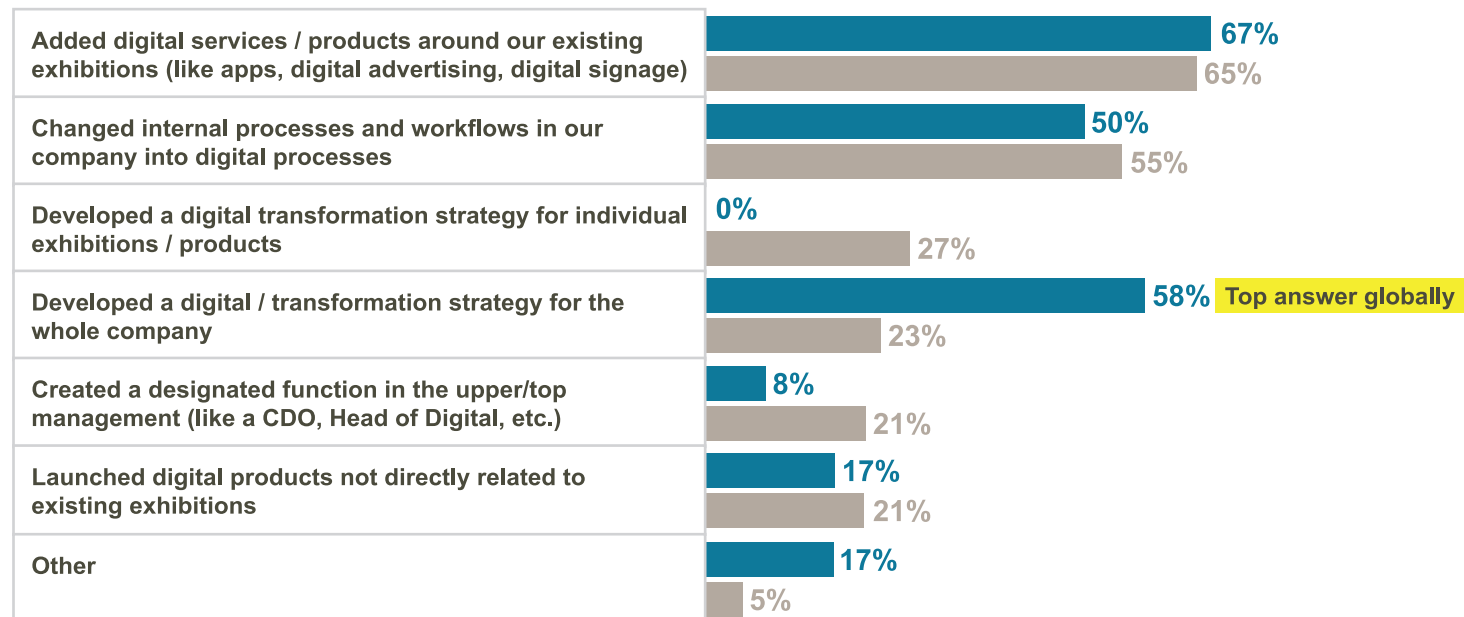 Added digital services / products around our existing
exhibitions (like apps, digital advertising, digital signage)
67%
65%
Changed internal processes and workflows in our
company into digital processes
50%
55%
Developed a digital transformation strategy for individual
exhibitions / products
0%
27%
Developed a digital / transformation strategy for the
whole company
58% Top answer globally
23%
Created a designated function in the upper/top
management (like a CDO, Head of Digital, etc.)
8%
21%
Launched digital products not directly related to
existing exhibitions
17%
21%
Other
17%
5%